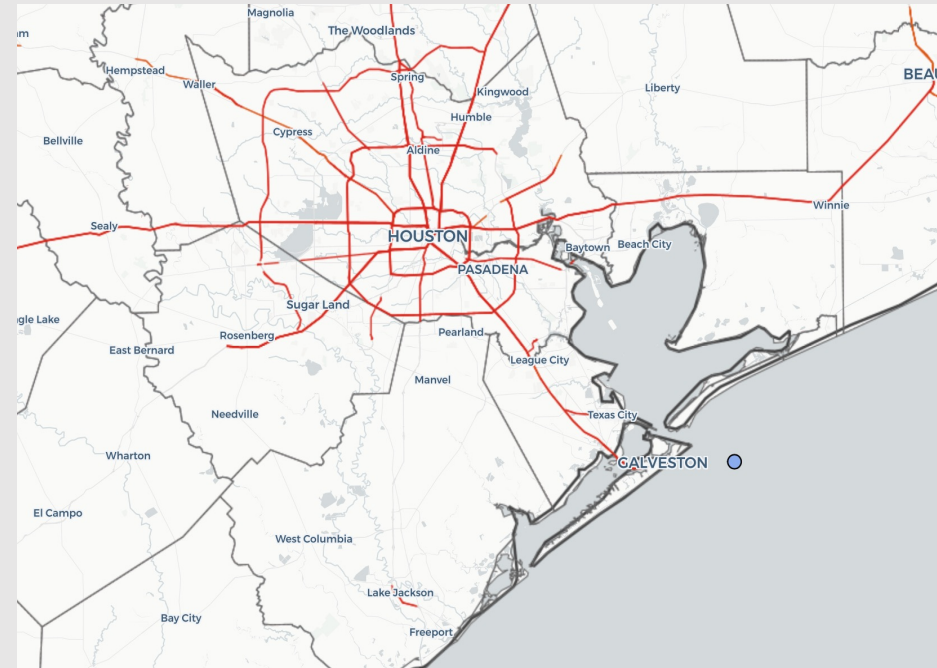 Magnolia
The Woodlands
am
Hempstead
Spring
BEAU
Waller
Kingwood
Liberty
Humble
Cypress
Bellville
Aldine
Winnie
Sealy
HOUSTON
Baytown
Beach City
PASADENA
Sugar Land
gle Lake
Rosenberg
Pearland
East Bernard
League City
Manvel
Needville
Texas City
Wharton
GALVESTON
El Campo
West Columbia
Lake Jackson
Bay City
Freeport